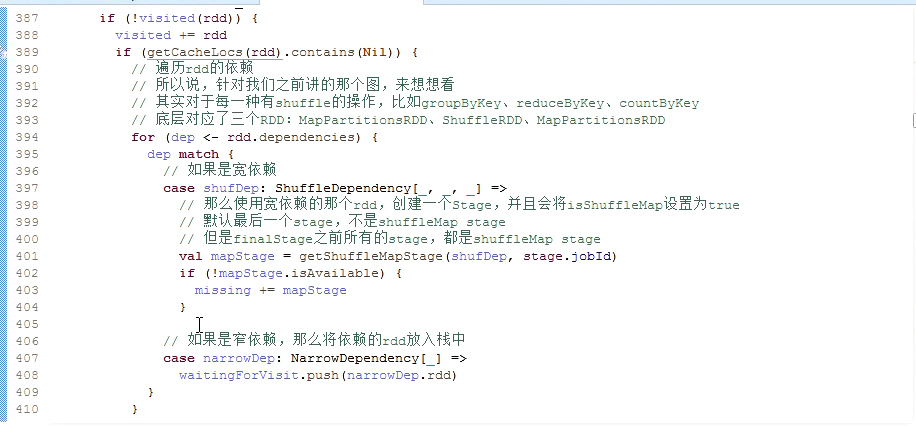 387 if (!visited(rdd)) {
388 visited += rdd
389 if (getCacheLocs(rdd).contains(Nil)) {
390 // 遍历rdd的依赖
391 // 所以说，针对我们之前讲的那个图，来想想看
392 // 其实对于每一种有shuffle的操作，比如groupByKey、reduceByKey、countByKey
393 // 底层对应了三个RDD：MapPartitionsRDD、ShuffleRDD、MapPartitionsRDD
394 for (dep <- rdd.dependencies) {
395 dep match {
396 // 如果是宽依赖
397 case shufDep: ShuffleDependency[_, _, _] =>
398 // 那么使用宽依赖的那个rdd，创建一个Stage，并且会将isShuffleMap设置为true
399 // 默认最后一个stage，不是shuffleMap stage
400 // 但是finalStage之前所有的stage，都是shuffleMap stage
401 val mapStage = getShuffleMapStage(shufDep, stage.jobId)
402 if (!mapStage.isAvailable) {
403 missing += mapStage
404 }
405
406 // 如果是窄依赖，那么将依赖的rdd放入栈中
407 case narrowDep: NarrowDependency[_] =>
408 waitingForVisit.push(narrowDep.rdd)
409 }
410 }